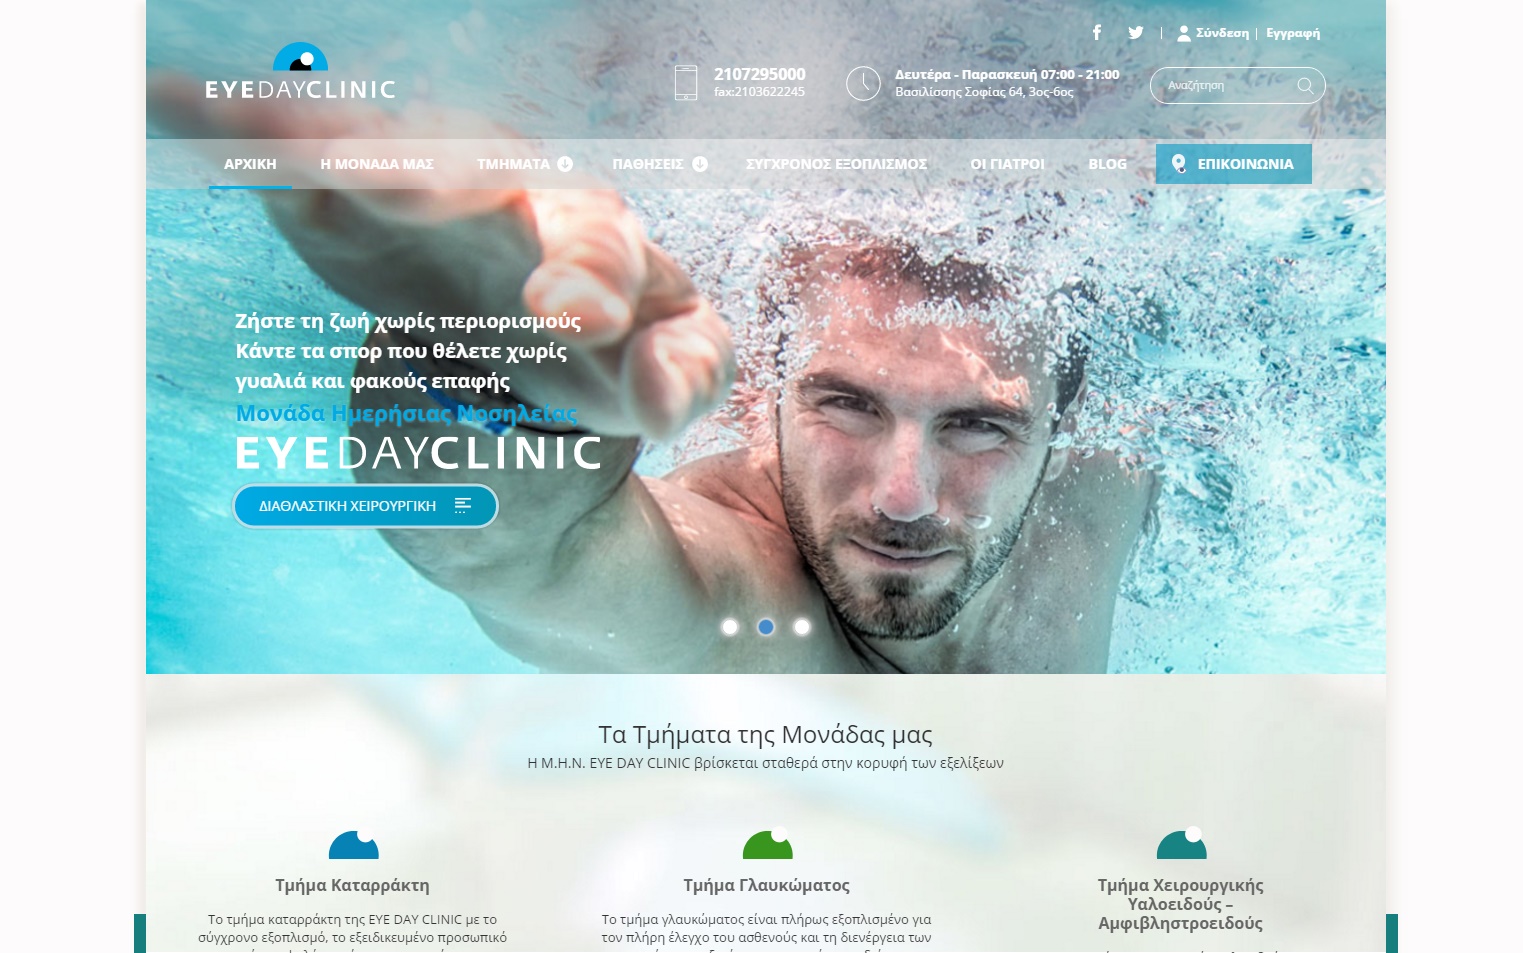 Σύνδεση | Εγγραφή
EYEDAYCLINIC
2107295000
fax:2103622245
Δευτέρα - Παρασκευή 07:00 - 21:00
Βασιλίσσης Σοφίας 64, 3ος-6ος
Αναζήτηση
ΑΡΧΙΚΗ Η ΜΟΝΑΔΑ ΜΑΣ ΤΜΗΜΑΤΑ ΠΑΘΗΣΕΙΣ ΣΥΓΧΡΟΝΟΣ ΕΞΟΠΛΙΣΜΟΣ ΟΙ ΓΙΑΤΡΟΙ BLOG ΕΠΙΚΟΙΝΩΝΙΑ
Ζήστε τη ζωή χωρίς περιορισμούς
Κάντε τα σπορ που θέλετε χωρίς
γυαλιά και φακούς επαφής
Μονάδα Ημερήσιας Νοσηλείας
EYEDAYCLINIC
ΔΙΑΘΛΑΣΤΙΚΗ ΧΕΙΡΟΥΡΓΙΚΗ
Τα Τμήματα της Μονάδας μας
Η Μ.Η.Ν. EYE DAY CLINIC βρίσκεται σταθερά στην κορυφή των εξελίξεων
Τμήμα Καταρράκτη
Το τμήμα καταρράκτη της EYE DAY CLINIC με το
σύγχρονο εξοπλισμό, το εξειδικευμένο προσωπικό
Τμήμα Γλαυκώματος
Το τμήμα γλαυκώματος είναι πλήρως εξοπλισμένο για
τον πλήρη έλεγχο του ασθενούς και τη διενέργεια των
Τμήμα Χειρουργικής
Υαλοειδούς –
Αμφιβληστροειδούς